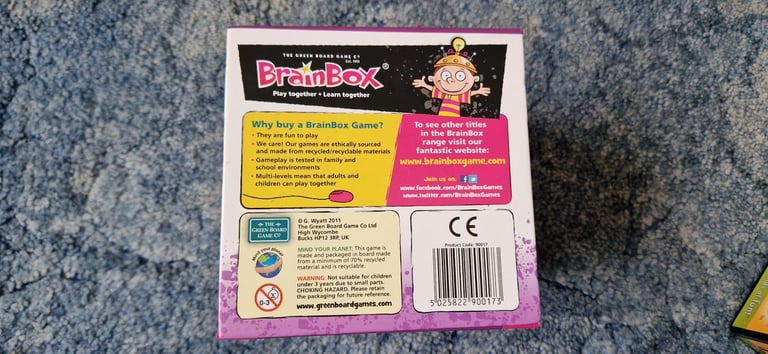 THE GREEN BOARD GAME Cº
Est. 1991
BrainBox®
Play together • Learn together
Why buy a BrainBox Game?
• They are fun to play
• We care! Our games are ethically sourced
and made from recycled/recyclable materials
• Gameplay is tested in family and
school environments
• Multi-levels mean that adults and
children can play together
To see other titles
in the BrainBox
range visit our
fantastic website:
www.brainboxgame.com
Join us on:
www.facebook.com/BrainBoxGames
www.twitter.com/BrainBoxGames
THE
GREEN BOARD
GAME Cº
© G. Wyatt 2011
The Green Board Game Co Ltd
High Wycombe
Bucks HP12 3RP, UK
Mind your planet
MIND YOUR PLANET: This game is
made and packaged in board made
from a minimum of 70% recycled
material and is recyclable.
0-3
WARNING: Not suitable for children
under 3 years due to small parts.
CHOKING HAZARD. Please retain
the packaging for future reference.
www.greenboardgames.com
CE
Product Code: 90017
5 025822 900173